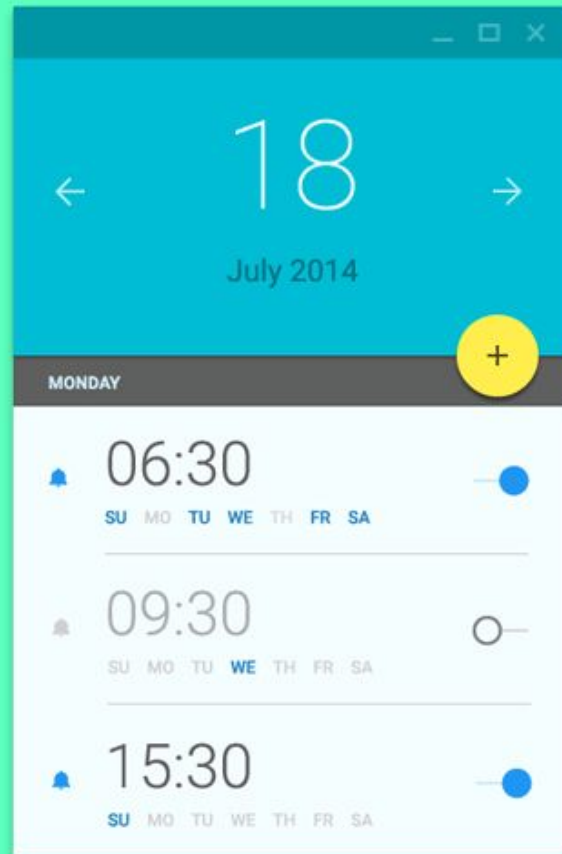 18
July 2014
+
MONDAY
06:30
SU MO TU WE TH FR SA
09:30
SU MO TU WE TH FR SA
15:30
SU MO TU WE TH FR SA